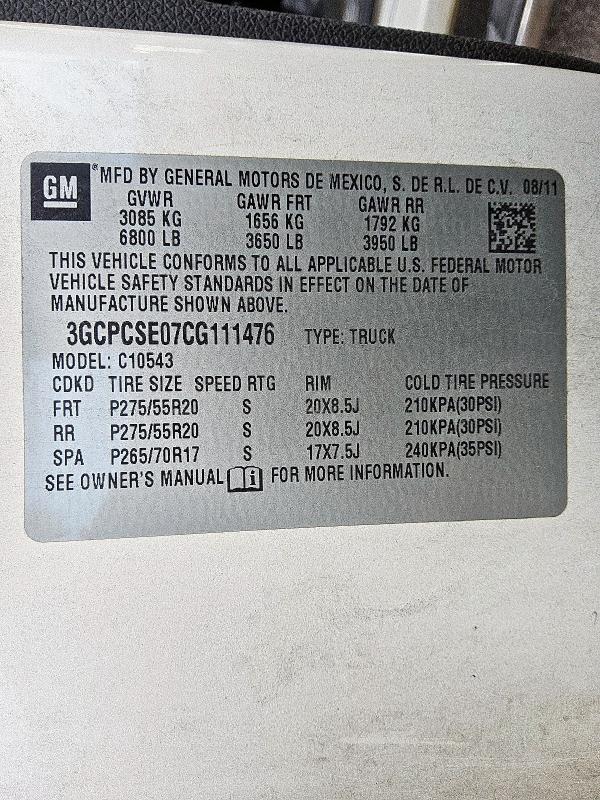 GM
®MFD BY GENERAL MOTORS DE MEXICO, S. DE R.L. DE C.V. 08/11
GVWR GAWR FRT GAWR RR
3085 KG 1656 KG 1792 KG
6800 LB 3650 LB 3950 LB
THIS VEHICLE CONFORMS TO ALL APPLICABLE U.S. FEDERAL MOTOR
VEHICLE SAFETY STANDARDS IN EFFECT ON THE DATE OF
MANUFACTURE SHOWN ABOVE.
3GCPCSE07CG111476 TYPE: TRUCK
MODEL: C10543
CDKD TIRE SIZE SPEED RTG RIM COLD TIRE PRESSURE
FRT P275/55R20 S 20X8.5J 210KPA(30PSI)
RR P275/55R20 S 20X8.5J 210KPA(30PSI)
SPA P265/70R17 S 17X7.5J 240KPA(35PSI)
SEE OWNER'S MANUAL FOR MORE INFORMATION.